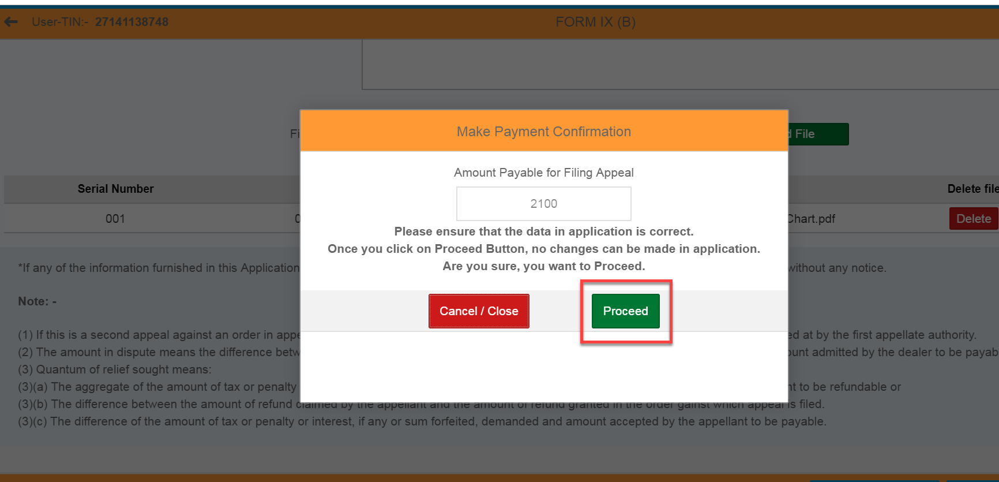 User-TIN:- 27141138748
FORM IX (B)
Fi
Make Payment Confirmation
d File
Amount Payable for Filing Appeal
2100
Serial Number
Delete file
001
0
Chart.pdf
Delete
Please ensure that the data in application is correct.
Once you click on Proceed Button, no changes can be made in application.
Are you sure, you want to Proceed.
*If any of the information furnished in this Application
without any notice.
Cancel / Close
Proceed
Note: -
(1) If this is a second appeal against an order in appe
ed at by the first appellate authority.
(2) The amount in dispute means the difference betw
ount admitted by the dealer to be payab
(3) Quantum of relief sought means:
(3)(a) The aggregate of the amount of tax or penalty
nt to be refundable or
(3)(b) The difference between the amount of refund claimed by the appellant and the amount of refund granted in the order gainst which appeal is filed.
(3)(c) The difference of the amount of tax or penalty or interest, if any or sum forfeited, demanded and amount accepted by the appellant to be payable.